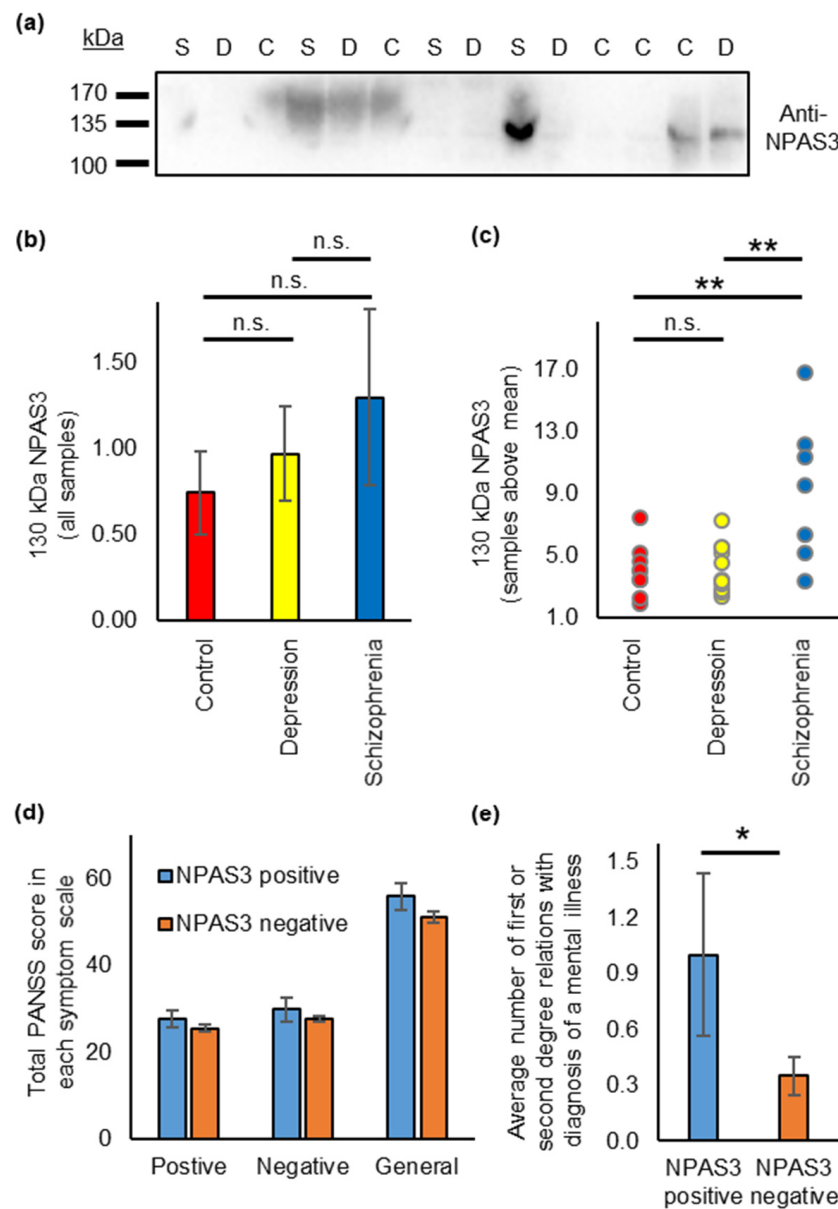 (a)
kDa
S D C S D C S D S D C C C D
170
135
100
Anti-
NPAS3
(b)
n.s.
n.s.
n.s.
130 kDa NPAS3
(all samples)
1.50
1.00
0.50
0.00
Control
Depression
Schizophrenia
(c)
**
**
n.s.
130 kDa NPAS3
(samples above mean)
17.0
13.0
9.0
5.0
1.0
Control
Depressoin
Schizophrenia
(d)
Total PANSS score in
each symptom scale
60
40
20
0
NPAS3 positive
NPAS3 negative
Postive Negative General
(e)
*
Average number of first or
second degree relations with
diagnosis of a mental illness
1.5
1.2
0.9
0.6
0.3
0.0
NPAS3 NPAS3
positive negative